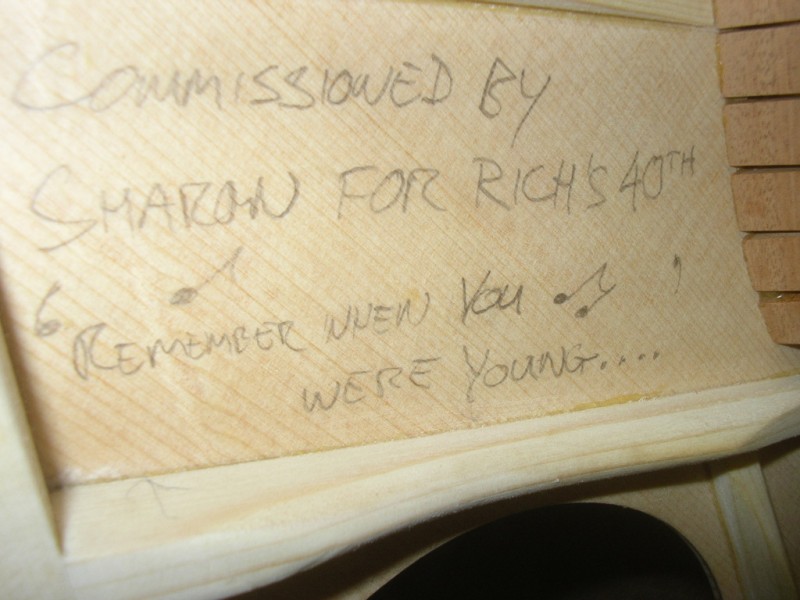 COMMISSIONED BY
SHARON FOR RICH'S 40TH
'REMEMBER WHEN YOU '
WERE YOUNG....